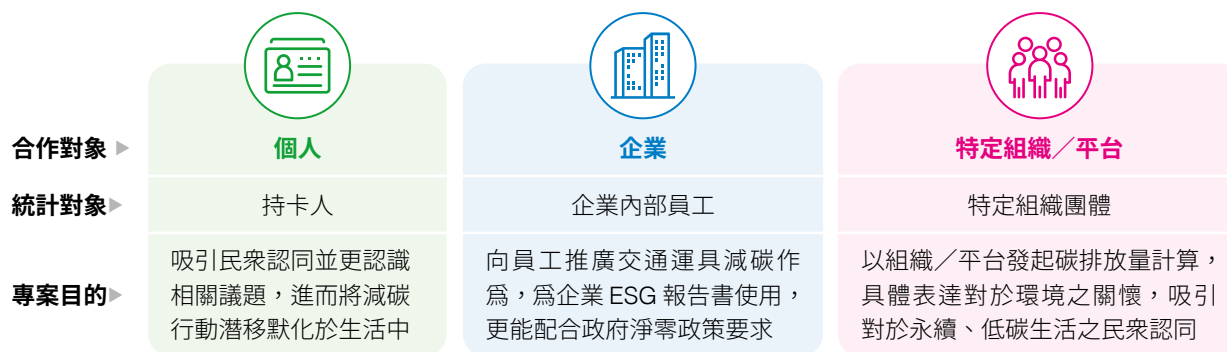 合作對象▶ 個人 企業 特定組織／平台
統計對象▶ 持卡人 企業內部員工 特定組織團體
專案目的▶
吸引民眾認同並更認識
相關議題，進而將減碳
行動潛移默化於生活中
向員工推廣交通運具減碳作
為，為企業 ESG 報告書使用，
更能配合政府淨零政策要求
以組織／平台發起碳排放量計算，
具體表達對於環境之關懷，吸引
對於永續、低碳生活之民眾認同